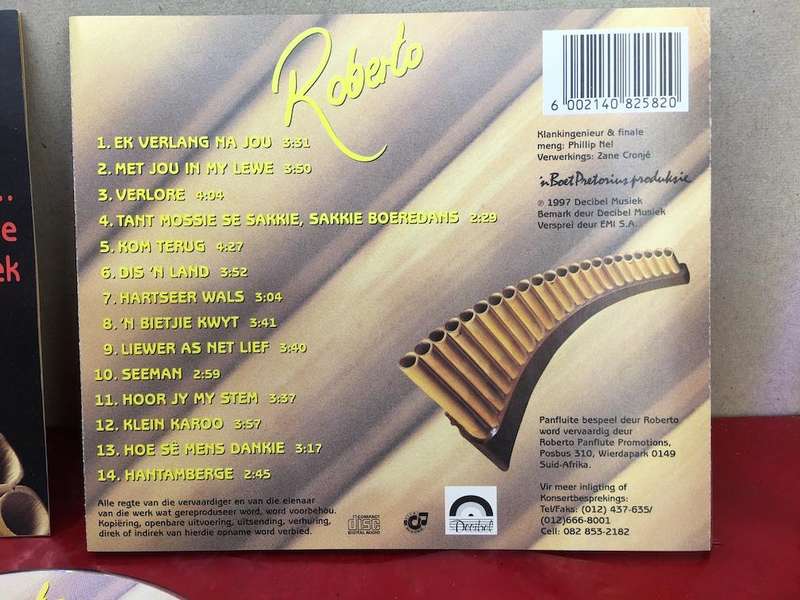 Roberto
1. EK VERLANG NA JOU 3:31
2. MET JOU IN MY LEWE 3:50
3. VERLORE 4:04
4. TANT MOSSIE SE SAKKIE, SAKKIE BOEREDANS 2:29
5. KOM TERUG 4:27
6. DIS 'N LAND 3:52
7. HARTSEER WALS 3:04
8. 'N BIETJIE KWYT 3:41
9. LIEWER AS NET LIEF 3:40
10. SEEMAN 2:59
11. HOOR JY MY STEM 3:37
12. KLEIN KAROO 3:57
13. HOE SÊ MENS DANKIE 3:17
14. HANTAMBERGE 2:45
Alle regte van die vervaardiger en van die eienaar
van die werk wat gereproduseer word, word voorbehou.
Kopiëring, openbare uitvoering, uitsending, verhuring,
direk of indirek van hierdie opname word verbied.
COMPACT
disc
DIGITAL AUDIO
Decibel
6 002140 825820
Klankingenieur & finale
meng: Phillip Nel
Verwerkings: Zane Cronjé
'n Boet Pretorius produksie
℗ 1997 Decibel Musiek
Bemark deur Decibel Musiek
Versprei deur EMI S.A.
Panfluite bespeel deur Roberto
word vervaardig deur
Roberto Panflute Promotions,
Posbus 310, Wierdapark 0149
Suid-Afrika.
Vir meer inligting of
Konsertbesprekings:
Tel/Faks: (012) 437-635/
(012)666-8001
Cell: 082 853-2182